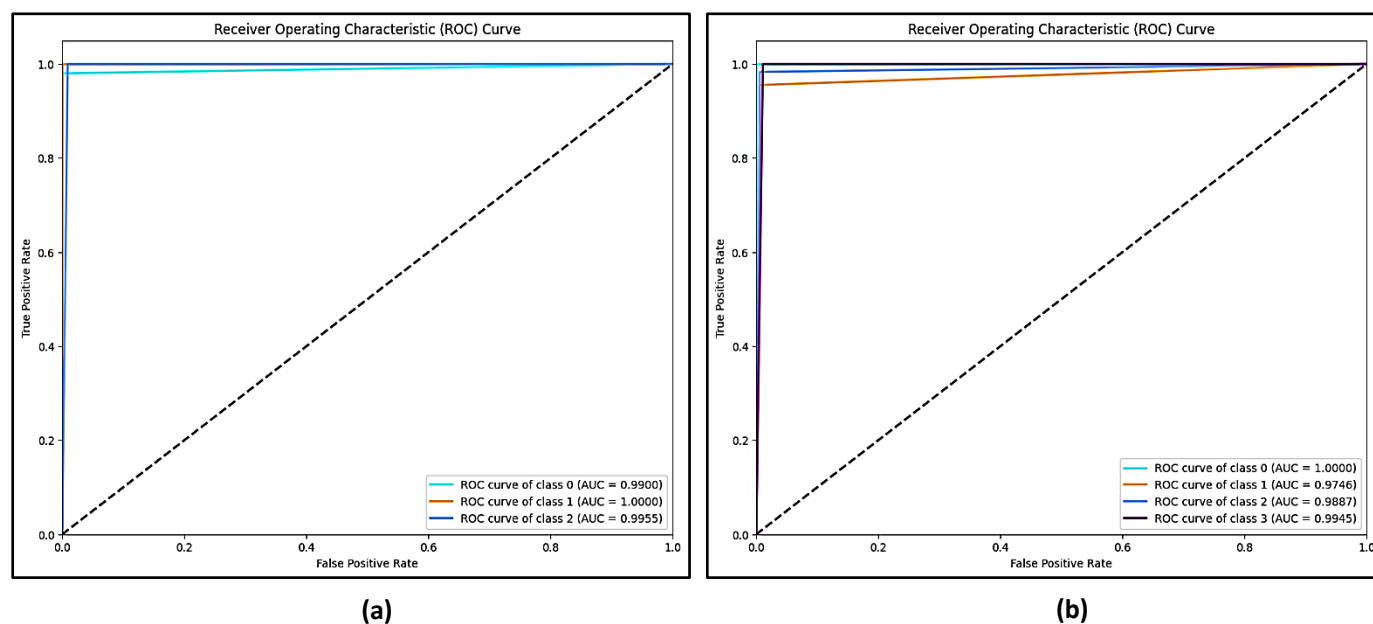 Receiver Operating Characteristic (ROC) Curve
1.0
0.8
0.6
0.4
0.2
0.0
True Positive Rate
ROC curve of class 0 (AUC = 0.9900)
ROC curve of class 1 (AUC = 1.0000)
ROC curve of class 2 (AUC = 0.9955)
0.0 0.2 0.4 0.6 0.8 1.0
False Positive Rate
(a)
Receiver Operating Characteristic (ROC) Curve
1.0
0.8
0.6
0.4
0.2
0.0
True Positive Rate
ROC curve of class 0 (AUC = 1.0000)
ROC curve of class 1 (AUC = 0.9746)
ROC curve of class 2 (AUC = 0.9887)
ROC curve of class 3 (AUC = 0.9945)
0.0 0.2 0.4 0.6 0.8 1.0
False Positive Rate
(b)